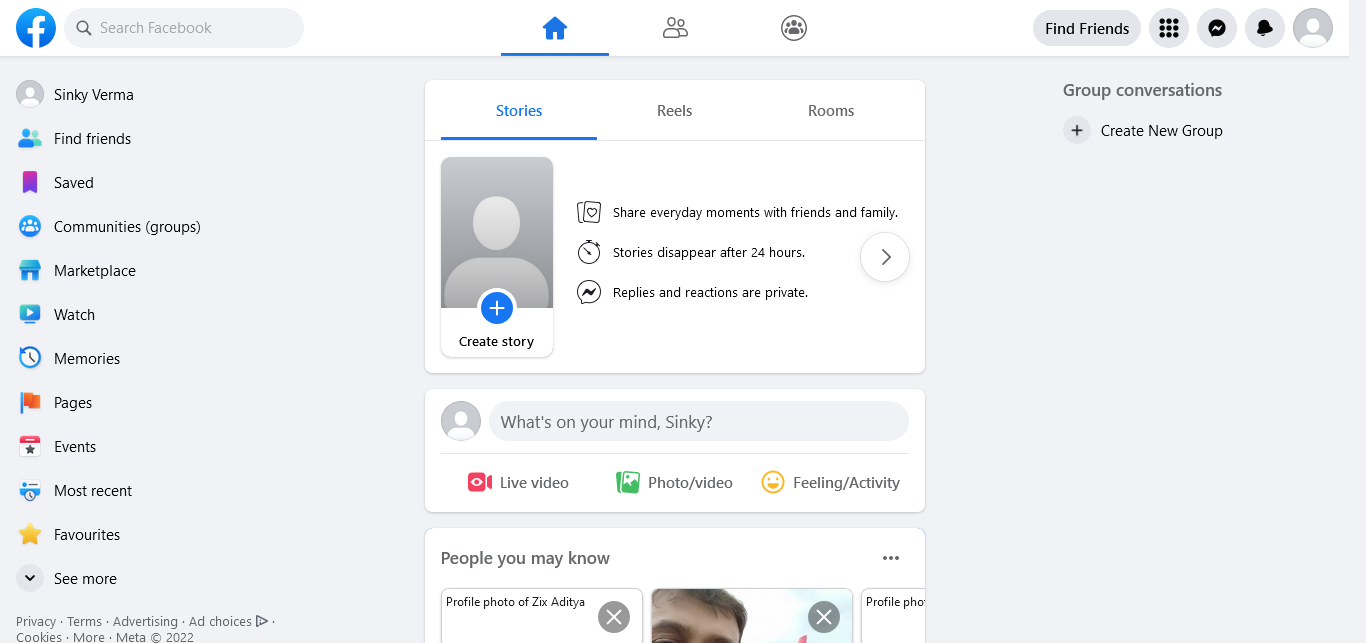 Search Facebook
Find Friends
Sinky Verma
Find friends
Saved
Communities (groups)
Marketplace
Watch
Memories
Pages
Events
Most recent
Favourites
See more
Privacy · Terms · Advertising · Ad choices ·
Cookies · More · Meta © 2022
Stories
Reels
Rooms
Create story
Share everyday moments with friends and family.
Stories disappear after 24 hours.
Replies and reactions are private.
What's on your mind, Sinky?
Live video
Photo/video
Feeling/Activity
People you may know
Profile photo of Zix Aditya
Profile
Group conversations
Create New Group